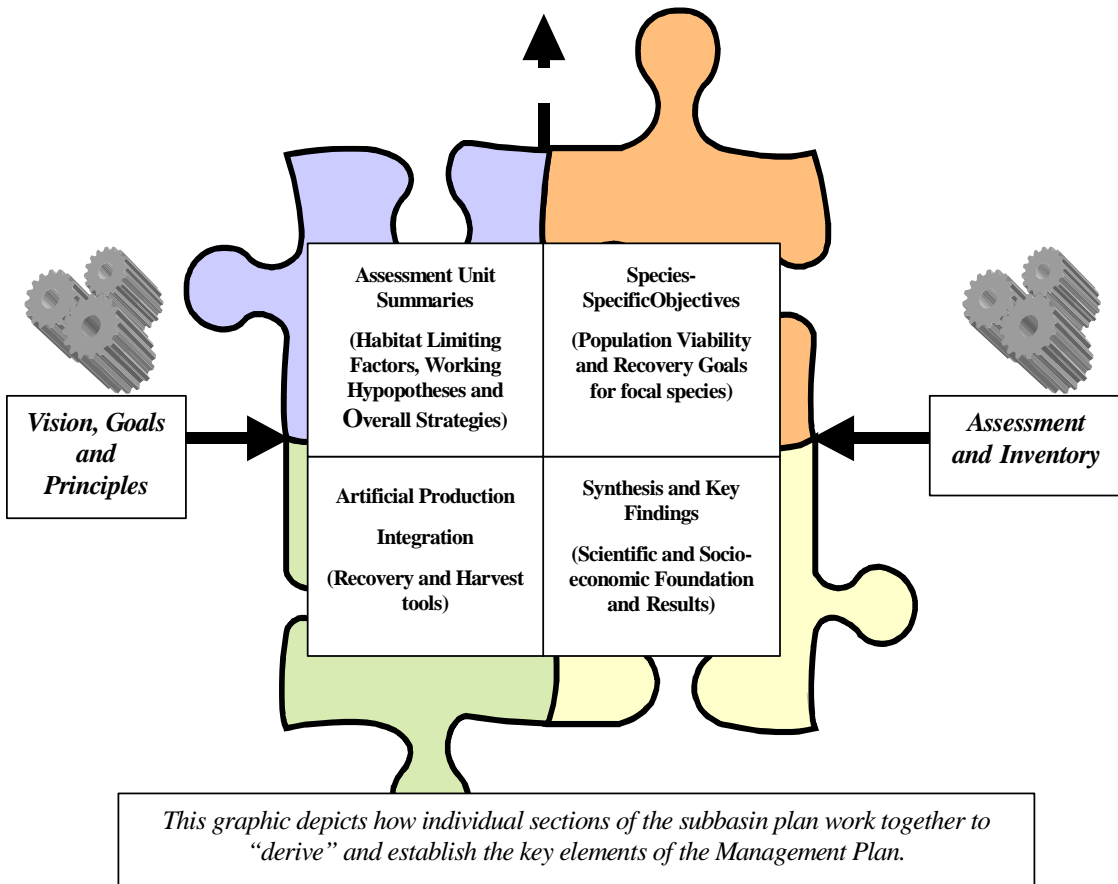 Assessment Unit
Summaries
(Habitat Limiting
Factors, Working
Hypopotheses and
Overall Strategies)
Species-
SpecificObjectives
(Population Viability
and Recovery Goals
for focal species)
Vision, Goals
and
Principles
Assessment
and Inventory
Artificial Production
Integration
(Recovery and Harvest
tools)
Synthesis and Key
Findings
(Scientific and Socio-
economic Foundation
and Results)
This graphic depicts how individual sections of the subbasin plan work together to
“derive” and establish the key elements of the Management Plan.